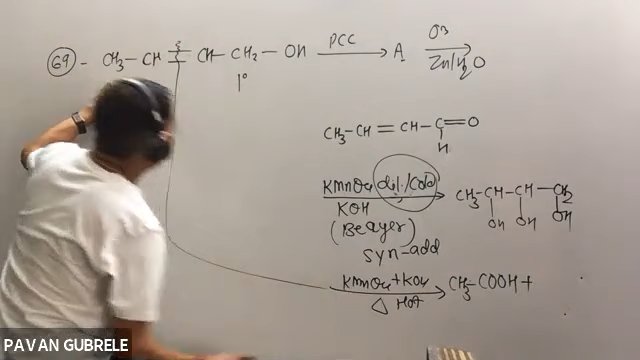 69 - CH3 - CH = CH - CH2 - OH PCC → A O3 Zn/H2O
1°
CH3 - CH = CH - C = O
H
KMnO4 dil./Cold
KOH
CH3 - CH - CH - CH2
OH OH OH
(Beayer)
syn-add
KMnO4 + KOH
△ Hot
CH3 - COOH +
PAVAN GUBRELE